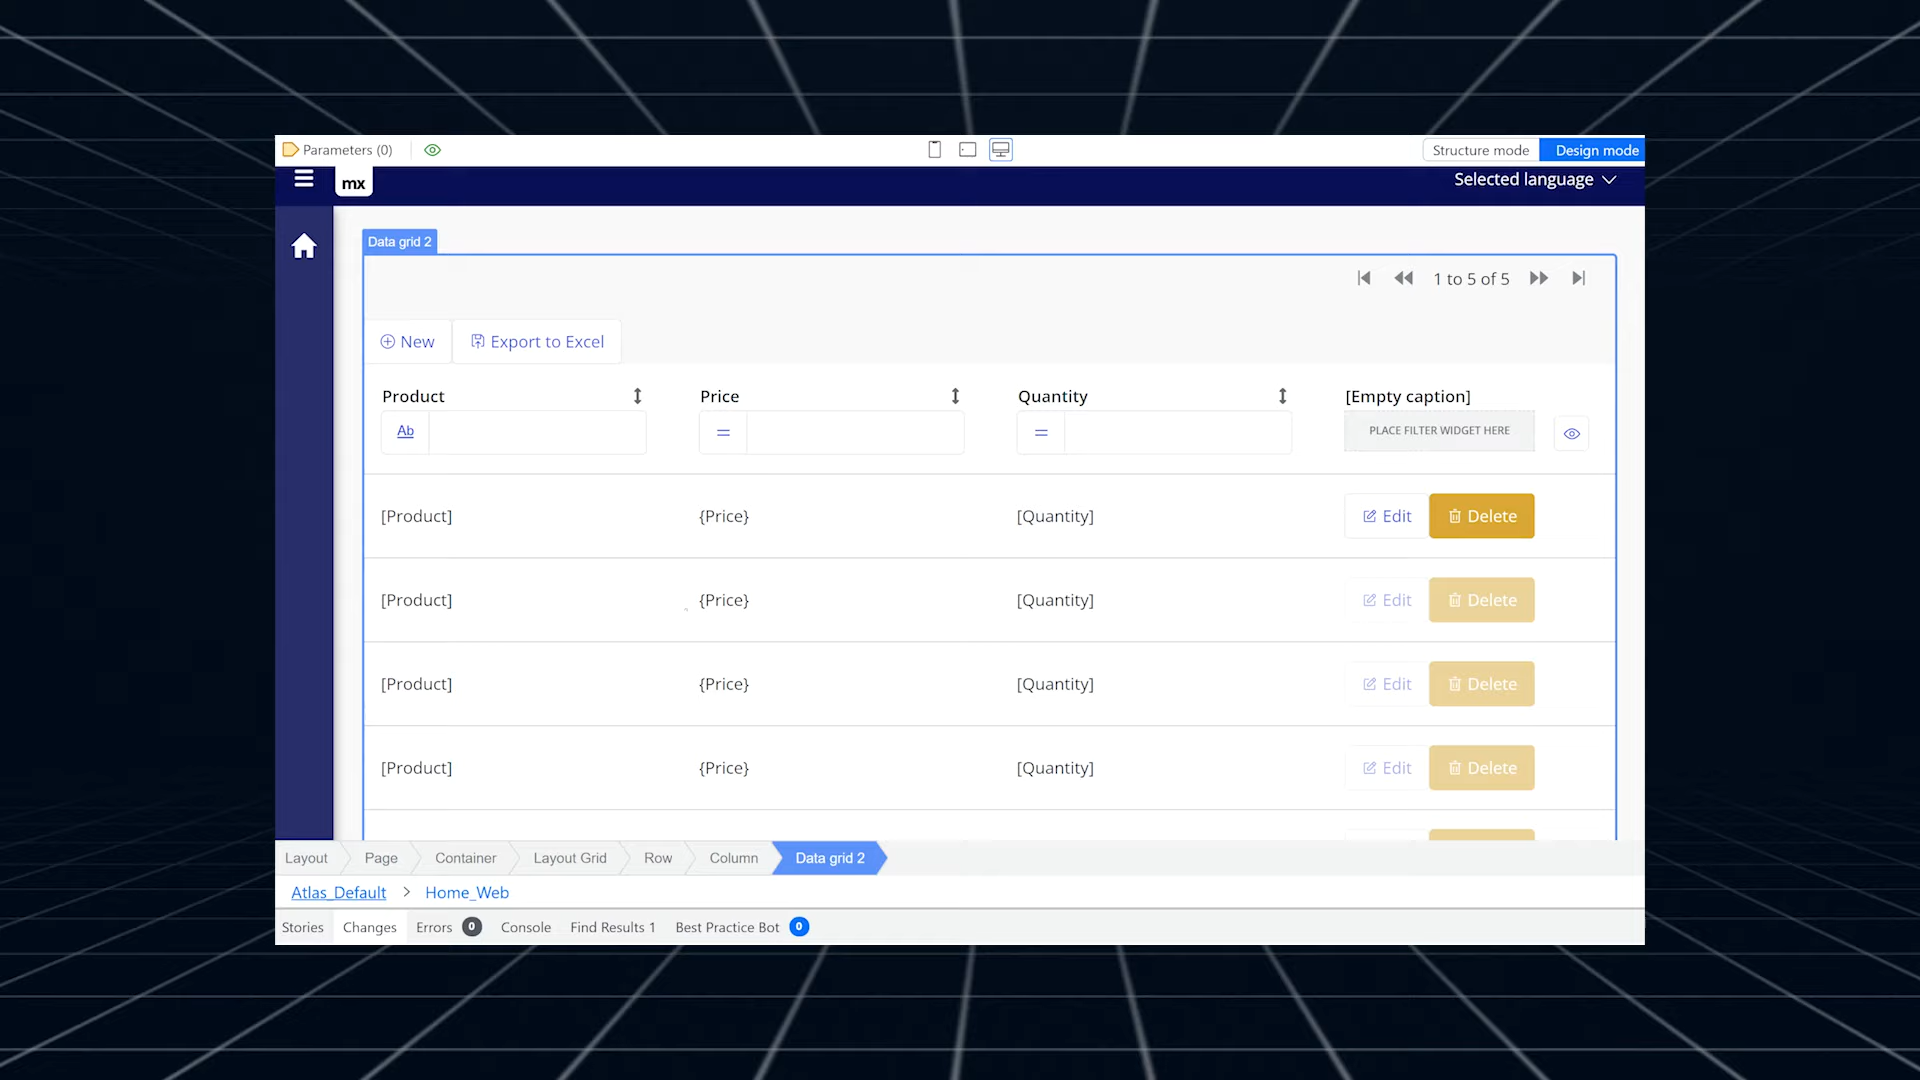 Parameters (0)
Structure mode
Design mode
mx
Selected language
Data grid 2
1 to 5 of 5
New
Export to Excel
Product
Price
Quantity
[Empty caption]
Ab
=
=
PLACE FILTER WIDGET HERE
[Product] {Price} [Quantity] Edit Delete
[Product] {Price} [Quantity] Edit Delete
[Product] {Price} [Quantity] Edit Delete
[Product] {Price} [Quantity] Edit Delete
Layout Page Container Layout Grid Row Column Data grid 2
Atlas_Default > Home_Web
Stories Changes Errors 0 Console Find Results 1 Best Practice Bot 0